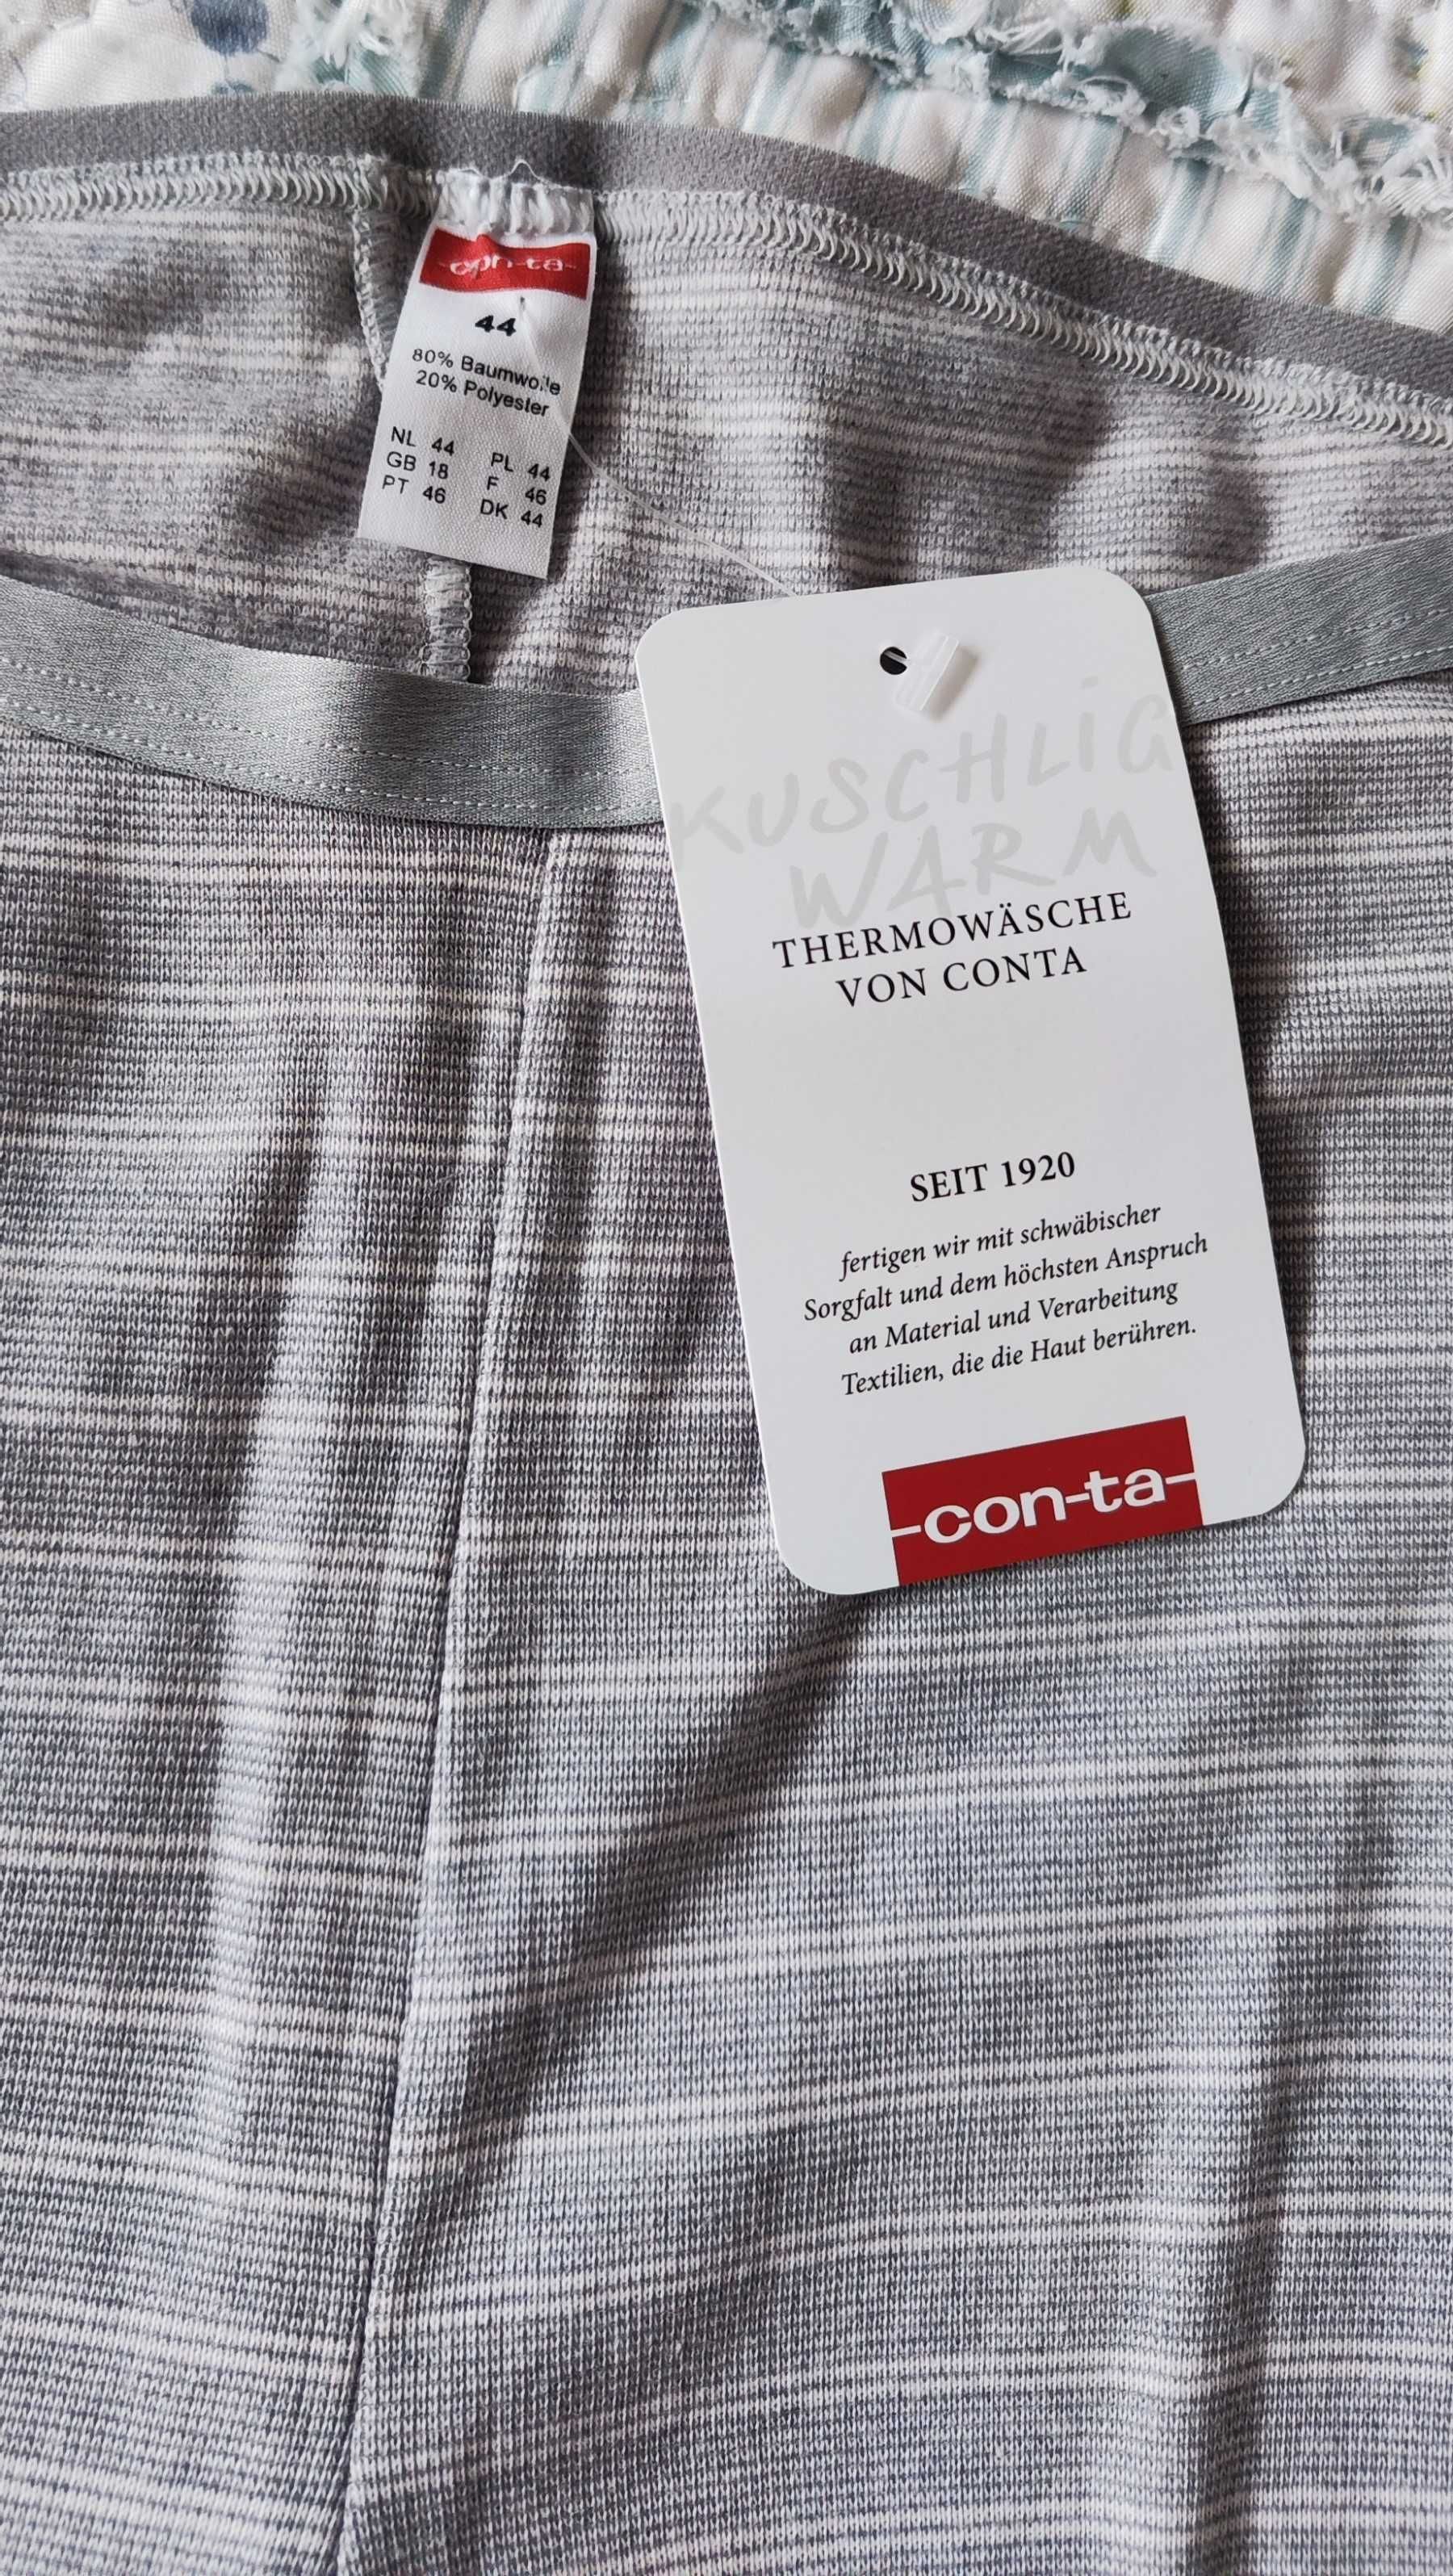 -con-ta-
44
80% Baumwolle
20% Polyester
NL 44 PL 44
GB 18 F 46
PT 46 DK 44
KUSCHLIG
WARM
THERMOWÄSCHE
VON CONTA
SEIT 1920
fertigen wir mit schwäbischer
Sorgfalt und dem höchsten Anspruch
an Material und Verarbeitung
Textilien, die die Haut berühren.
-con-ta-